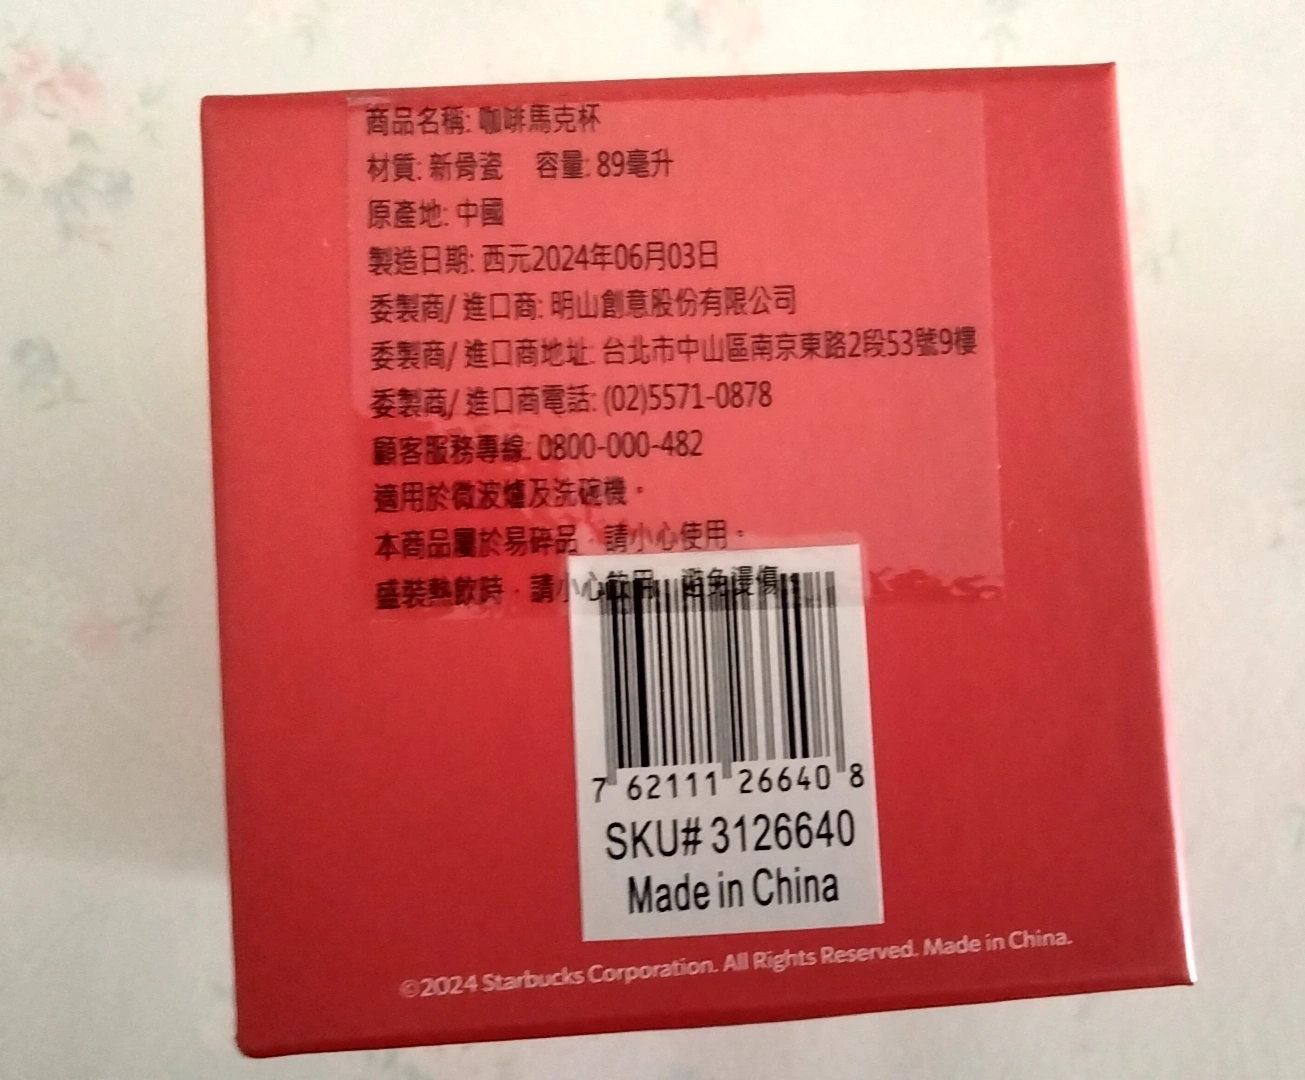 商品名稱: 咖啡馬克杯
材質: 新骨瓷 容量: 89毫升
原產地: 中國
製造日期: 西元2024年06月03日
委製商/ 進口商: 明山創意股份有限公司
委製商/ 進口商地址: 台北市中山區南京東路2段53號9樓
委製商/ 進口商電話: (02)5571-0878
顧客服務專線: 0800-000-482
適用於微波爐及洗碗機。
本商品屬於易碎品，請小心使用。
盛裝熱飲時，請小心飲用，避免燙傷。
7 62111 26640 8
SKU# 3126640
Made in China
©2024 Starbucks Corporation. All Rights Reserved. Made in China.